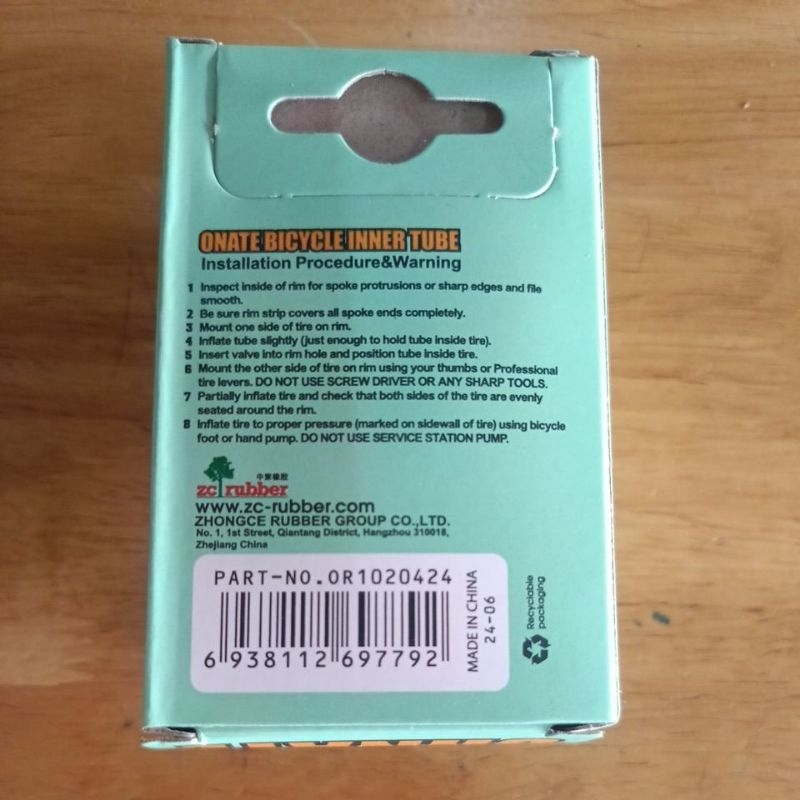 ONATE BICYCLE INNER TUBE
Installation Procedure&Warning
1 Inspect inside of rim for spoke protrusions or sharp edges and file
smooth.
2 Be sure rim strip covers all spoke ends completely.
3 Mount one side of tire on rim.
4 Inflate tube slightly (just enough to hold tube inside tire).
5 Insert valve into rim hole and position tube inside tire.
6 Mount the other side of tire on rim using your thumbs or Professional
tire levers. DO NOT USE SCREW DRIVER OR ANY SHARP TOOLS.
7 Partially inflate tire and check that both sides of the tire are evenly
seated around the rim.
8 Inflate tire to proper pressure (marked on sidewall of tire) using bicycle
foot or hand pump. DO NOT USE SERVICE STATION PUMP.
中策橡胶
zc rubber
www.zc-rubber.com
ZHONGCE RUBBER GROUP CO.,LTD.
No. 1, 1st Street, Qiantang District, Hangzhou 310018,
Zhejiang China
PART-NO.OR1020424
6 938112 697792
MADE IN CHINA
24-06
Recyclable
packaging